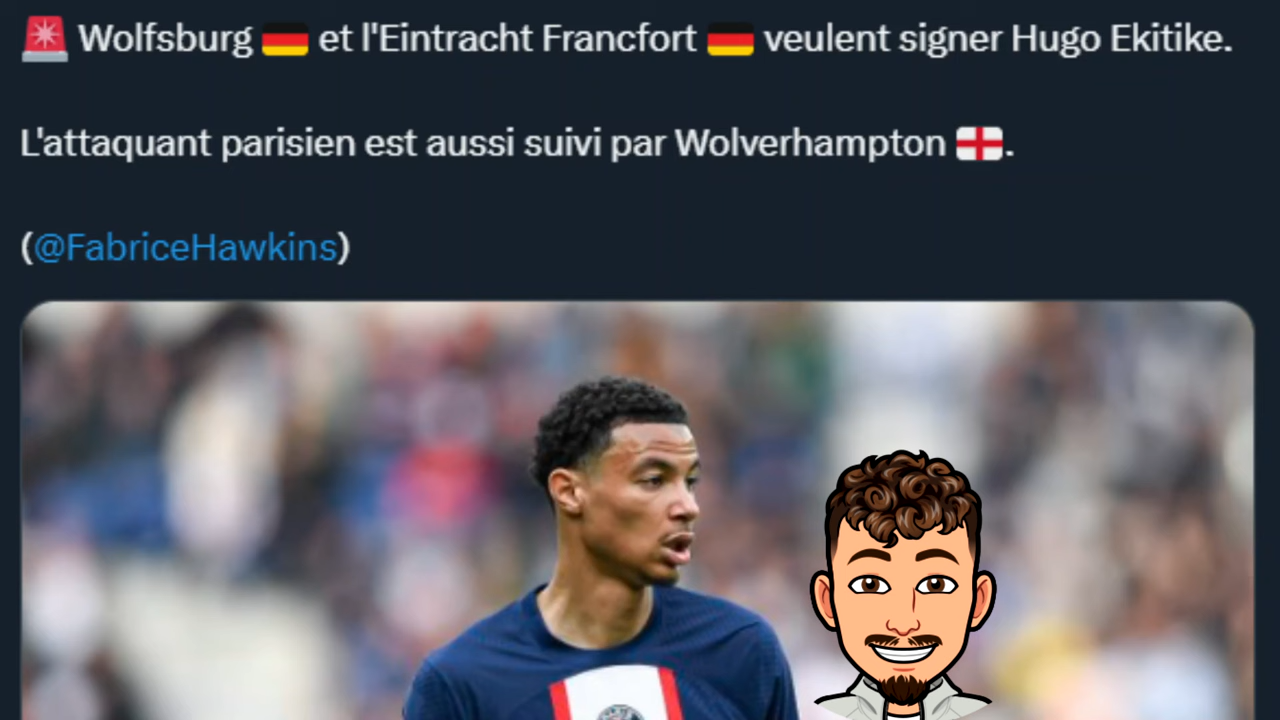 🚨 Wolfsburg 🇩🇪 et l'Eintracht Francfort 🇩🇪 veulent signer Hugo Ekitike.
L'attaquant parisien est aussi suivi par Wolverhampton 🏴󠁧󠁢󠁥󠁮󠁧󠁿.
(@FabriceHawkins)